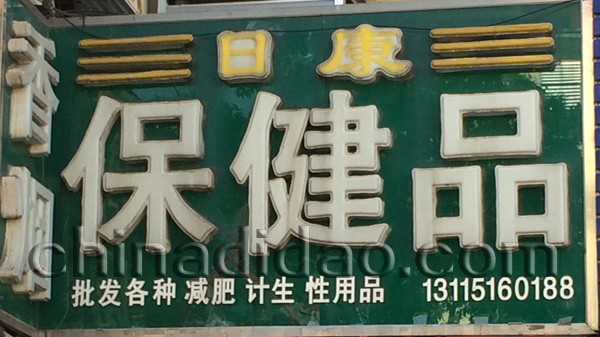 日康
保健品
批发各种 减肥 计生 性用品 13115160188
chinadidao.com